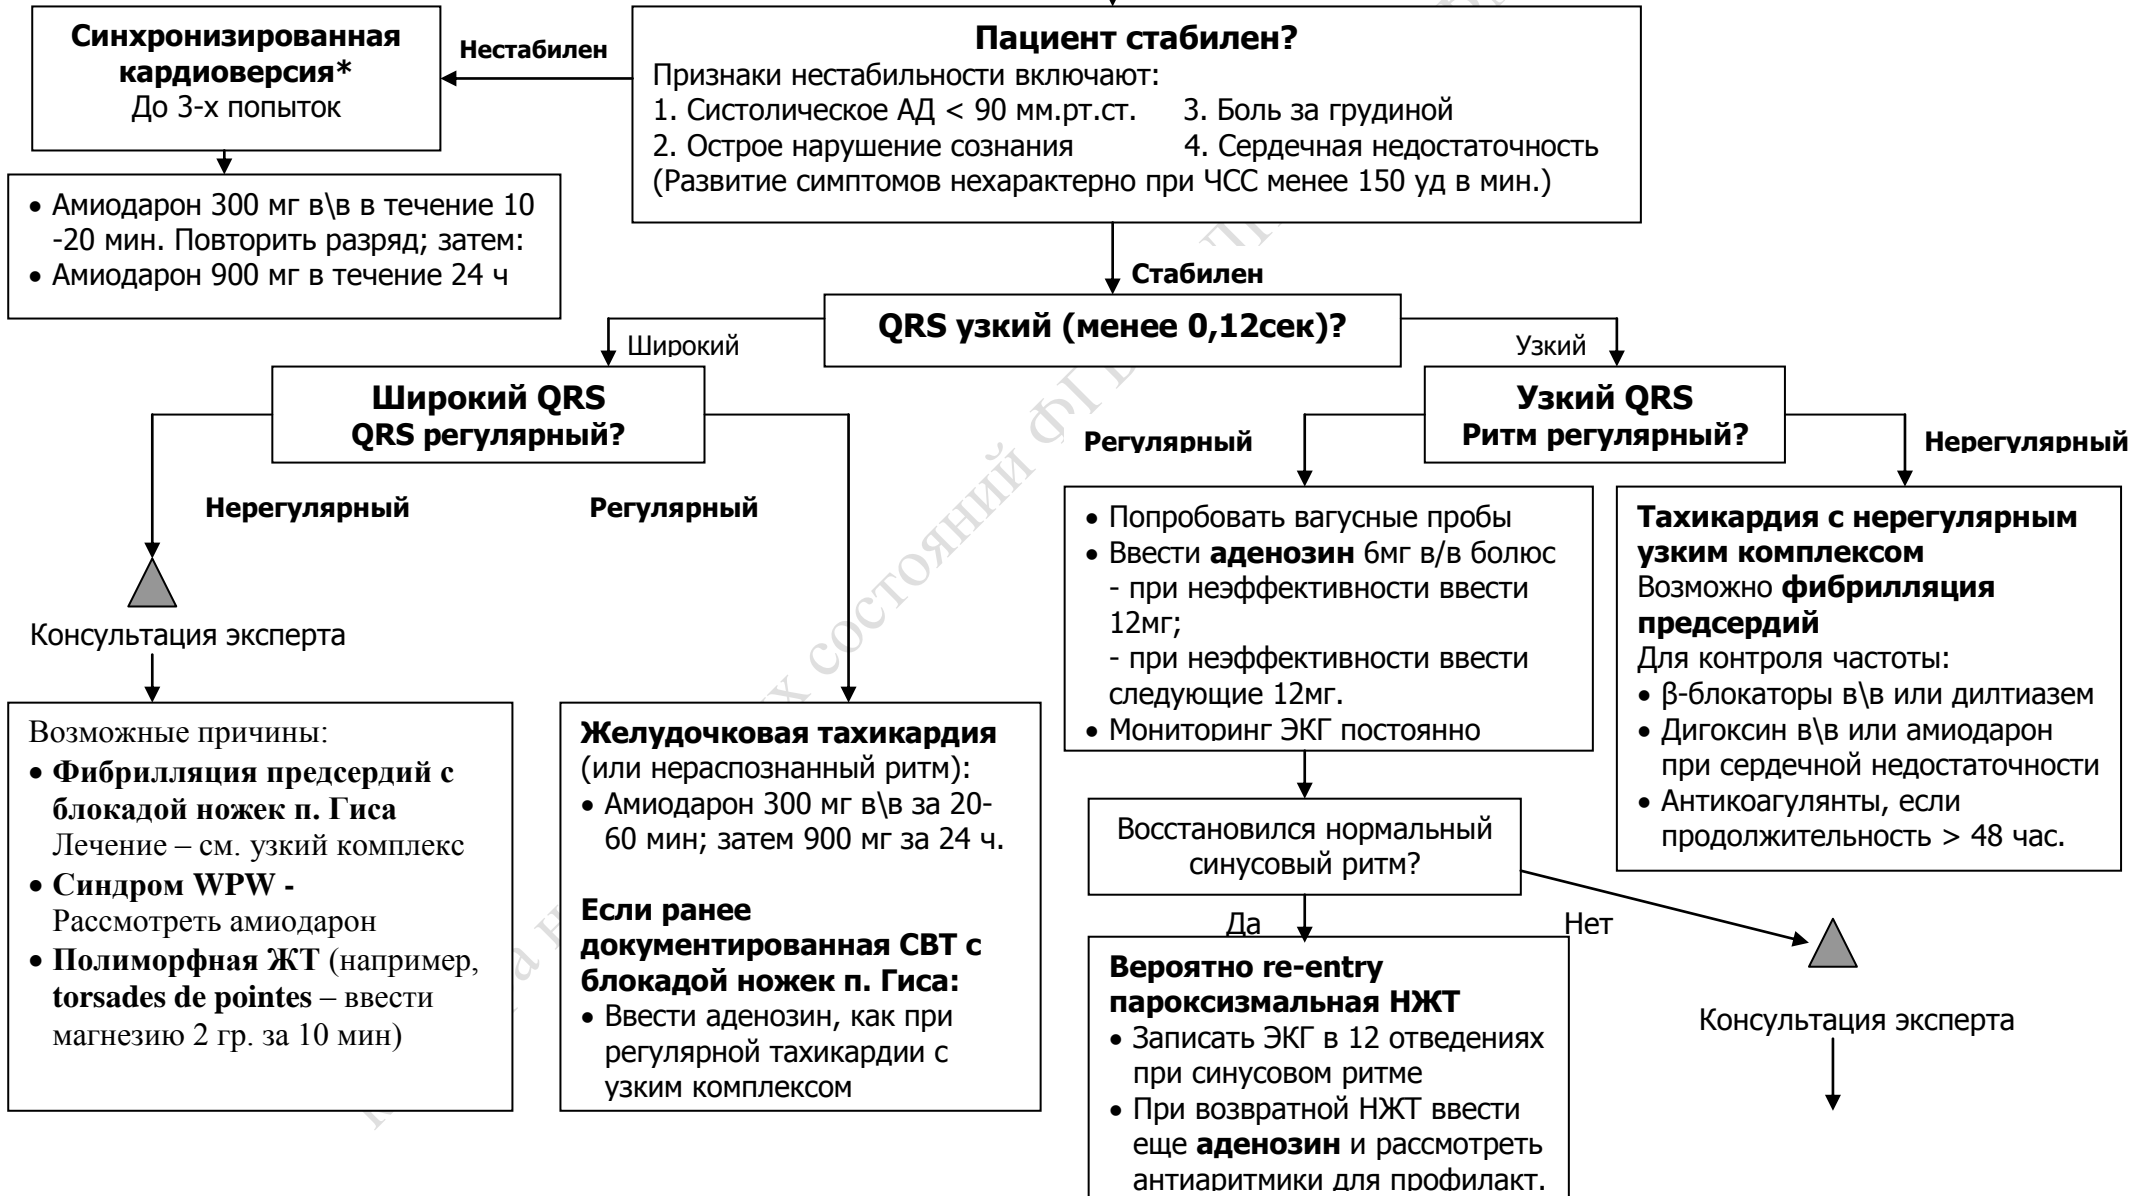 Синхронизированная
кардиоверсия*
До 3-х попыток
Нестабилен
Пациент стабилен?
Признаки нестабильности включают:
1. Систолическое АД < 90 мм.рт.ст. 3. Боль за грудиной
2. Острое нарушение сознания 4. Сердечная недостаточность
(Развитие симптомов нехарактерно при ЧСС менее 150 уд в мин.)
• Амиодарон 300 мг в\в в течение 10
-20 мин. Повторить разряд; затем:
• Амиодарон 900 мг в течение 24 ч
Стабилен
QRS узкий (менее 0,12сек)?
Широкий
Узкий
Широкий QRS
QRS регулярный?
Узкий QRS
Ритм регулярный?
Нерегулярный
Регулярный
Регулярный
Нерегулярный
Консультация эксперта
Возможные причины:
• Фибрилляция предсердий с
блокадой ножек п. Гиса
Лечение – см. узкий комплекс
• Синдром WPW -
Рассмотреть амиодарон
• Полиморфная ЖТ (например,
torsades de pointes – ввести
магнезию 2 гр. за 10 мин)
Желудочковая тахикардия
(или нераспознанный ритм):
• Амиодарон 300 мг в\в за 20-
60 мин; затем 900 мг за 24 ч.
Если ранее
документированная СВТ с
блокадой ножек п. Гиса:
• Ввести аденозин, как при
регулярной тахикардии с
узким комплексом
• Попробовать вагусные пробы
• Ввести аденозин 6мг в/в болюс
- при неэффективности ввести
12мг;
- при неэффективности ввести
следующие 12мг.
• Мониторинг ЭКГ постоянно
Восстановился нормальный
синусовый ритм?
Да
Нет
Вероятно re-entry
пароксизмальная НЖТ
• Записать ЭКГ в 12 отведениях
при синусовом ритме
• При возвратной НЖТ ввести
еще аденозин и рассмотреть
антиаритмики для профилакт.
Тахикардия с нерегулярным
узким комплексом
Возможно фибрилляция
предсердий
Для контроля частоты:
• β-блокаторы в\в или дилтиазем
• Дигоксин в\в или амиодарон
при сердечной недостаточности
• Антикоагулянты, если
продолжительность > 48 час.
Консультация эксперта
состояний